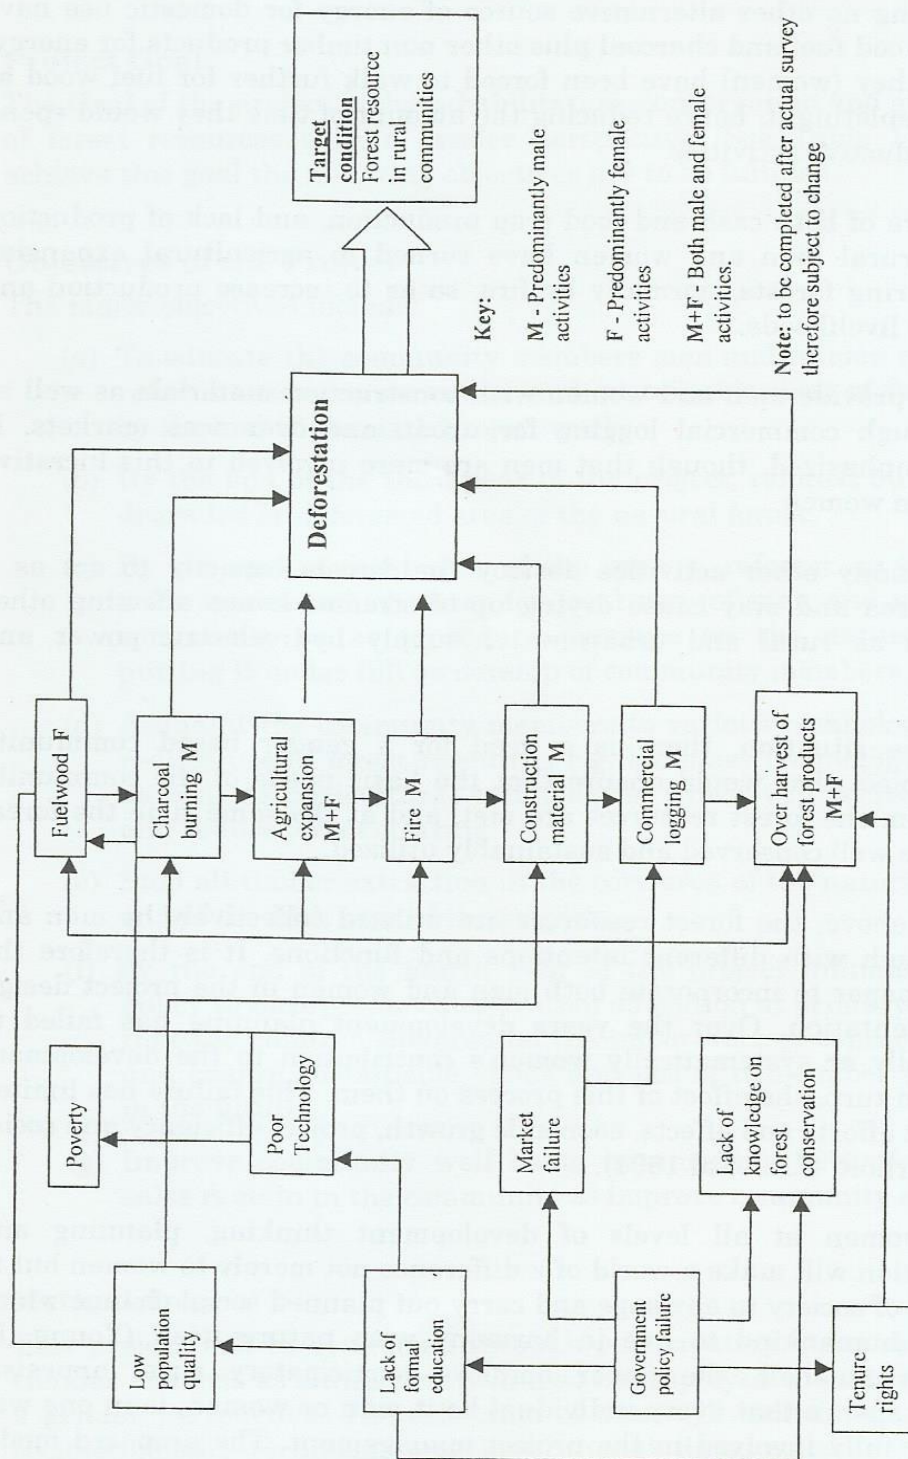 Low
population
quality
Lack of
formal
education
Government
policy failure
Tenure
rights
Poverty
Poor
Technology
Market
failure
Lack of
knowledge in
forest
conservation
Fuelwood F
Charcoal
burning M
Agricultural
expansion
M+F
Fire M
Construction
material M
Commercial
logging M
Over harvest of
forest products
M+F
Deforestation
Target
condition
Forest resource
in rural
communities
Key:
M - Predominantly male
activities
F - Predominantly female
activities
M+F - Both male and female
activities.
Note: to be completed after actual survey
therefore subject to change